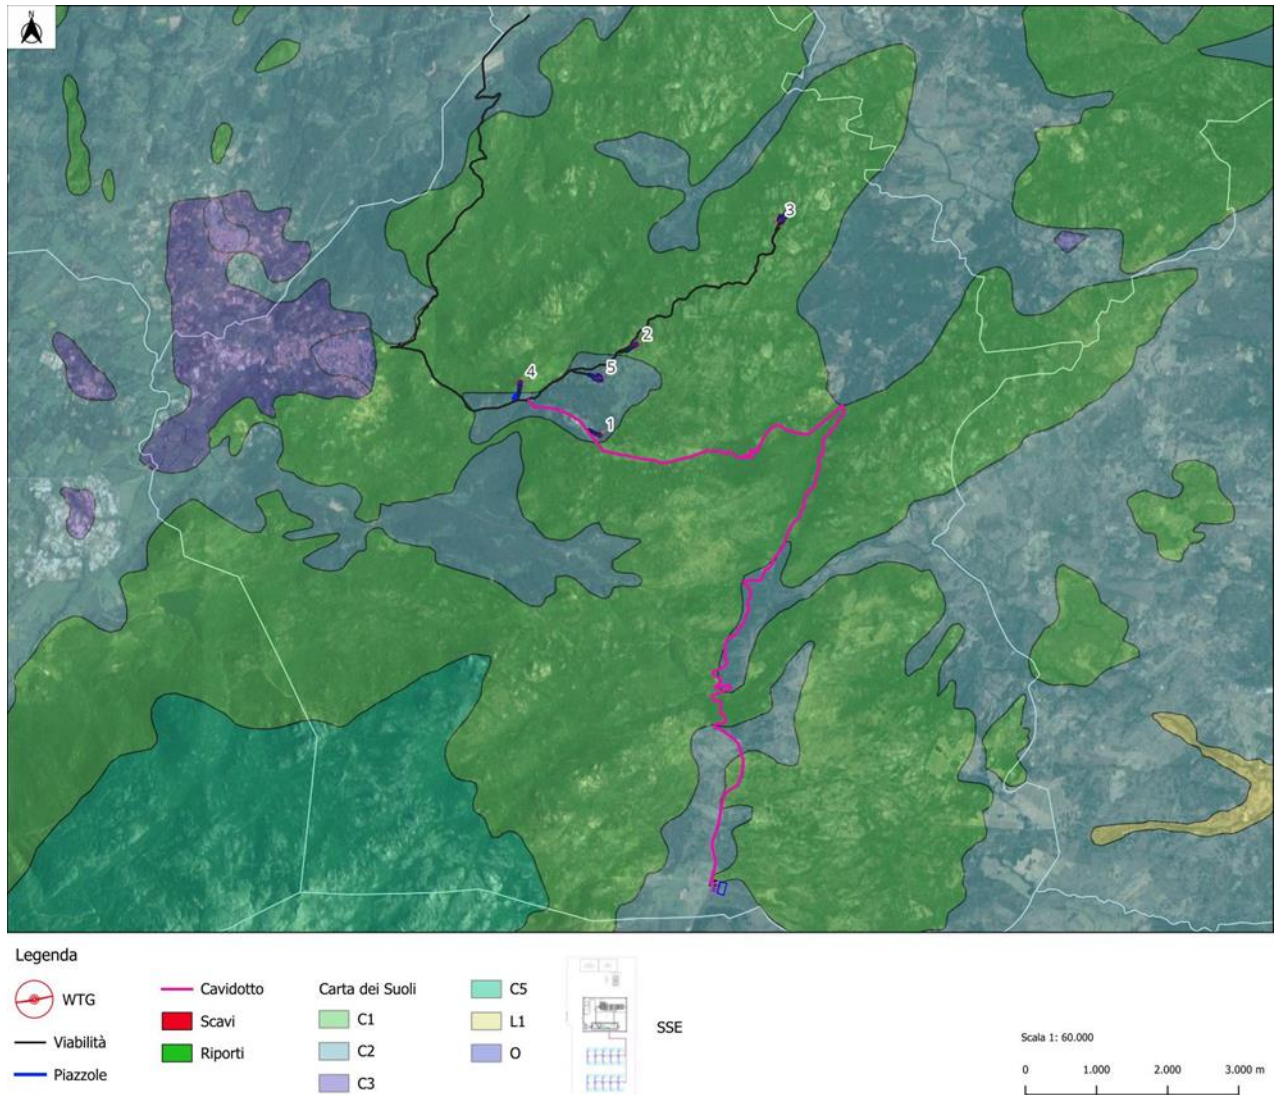 N
3
2
4
5
1
Legenda
WTG
Viabilità
Piazzole
Cavidotto
Scavi
Riporti
Carta dei Suoli
C1
C2
C3
C5
L1
O
SSE
Scala 1: 60.000
0 1.000 2.000 3.000 m